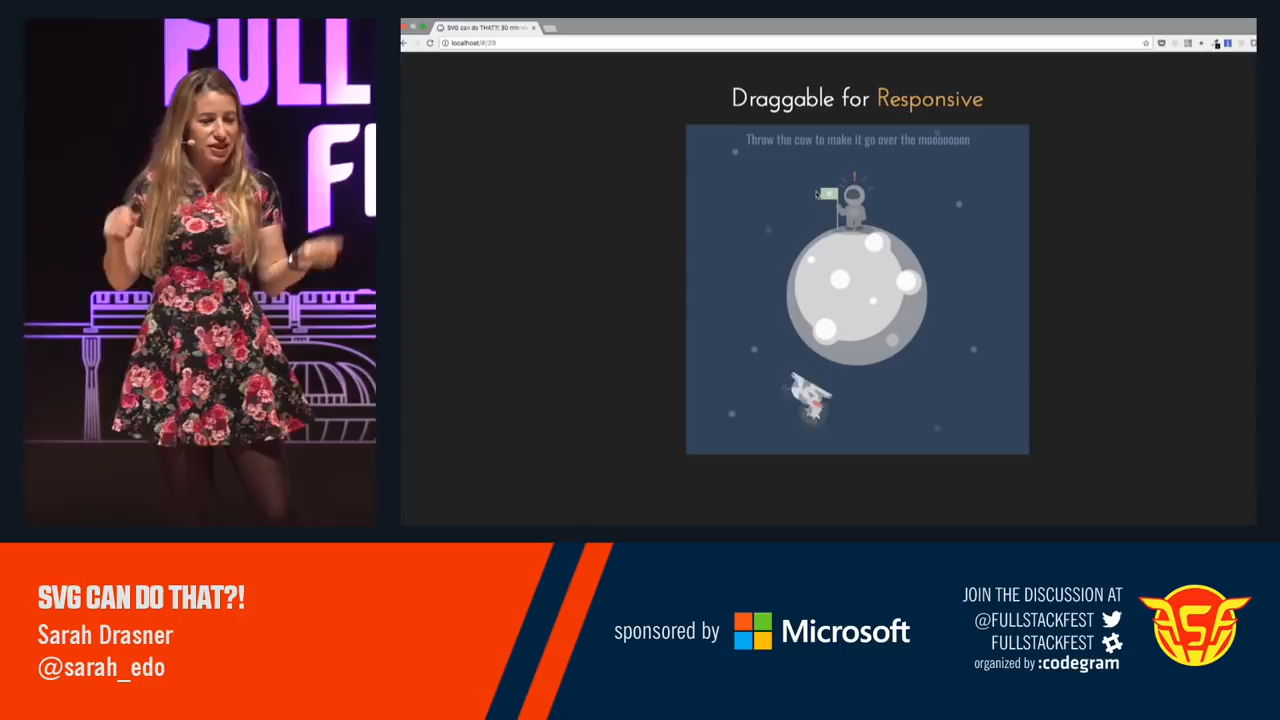 FULL
F
SVG can do THAT?: 30 min
localhost/#/29
Draggable for Responsive
Throw the cow to make it go over the mooooooon
SVG CAN DO THAT?!
Sarah Drasner
@sarah_edo
sponsored by Microsoft
JOIN THE DISCUSSION AT
@FULLSTACKFEST
FULLSTACKFEST
organized by :codegram
FSF